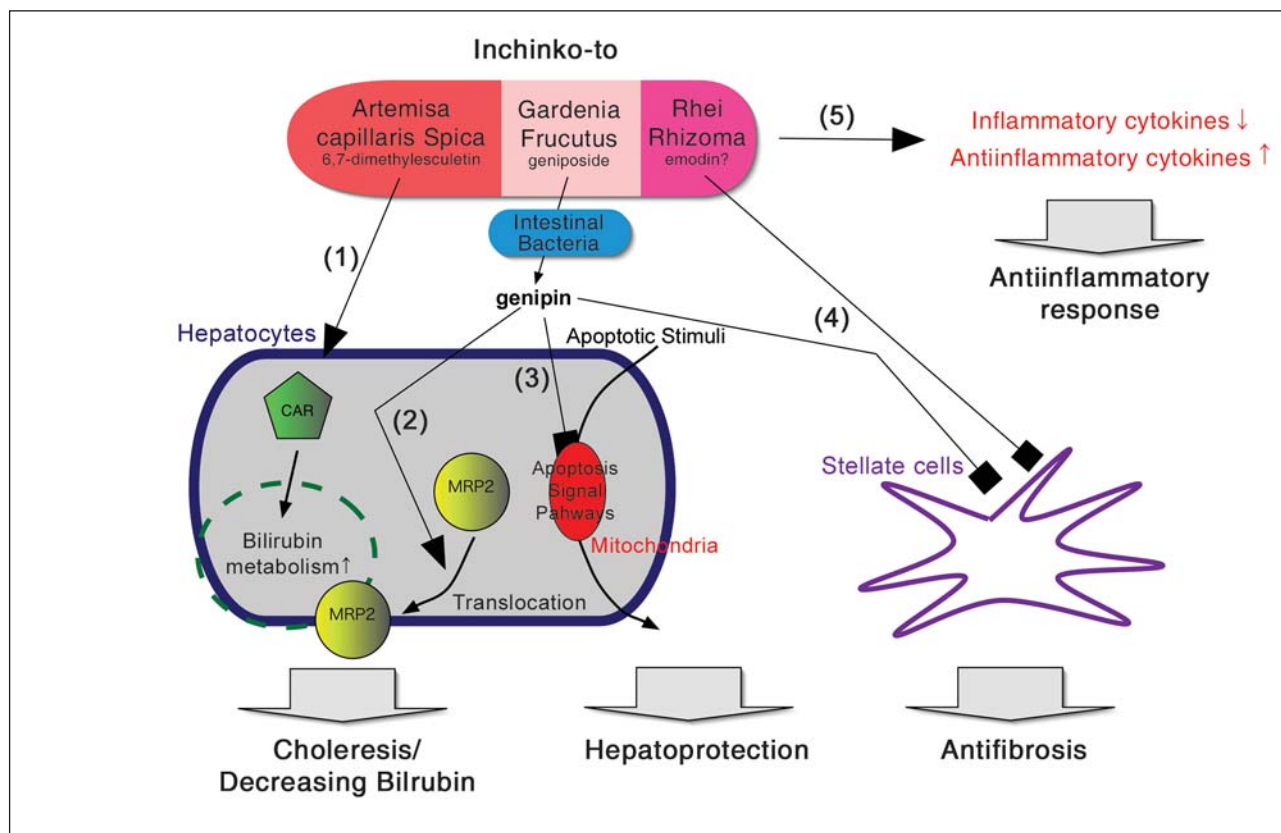 Inchinko-to
Artemisa
capillaris Spica
6,7-dimethylesculetin
Gardenia
Frucutus
geniposide
Rhei
Rhizoma
emodin?
(5)
Inflammatory cytokines ↓
Antiinflammatory cytokines ↑
Antiinflammatory
response
Intestinal
Bacteria
(1)
genipin
(4)
Hepatocytes
Apoptotic Stimuli
(3)
CAR
(2)
MRP2
Apoptosis
Signal
Pahways
Mitochondria
Stellate cells
Bilirubin
metabolism↑
Translocation
MRP2
Choleresis/
Decreasing Bilrubin
Hepatoprotection
Antifibrosis